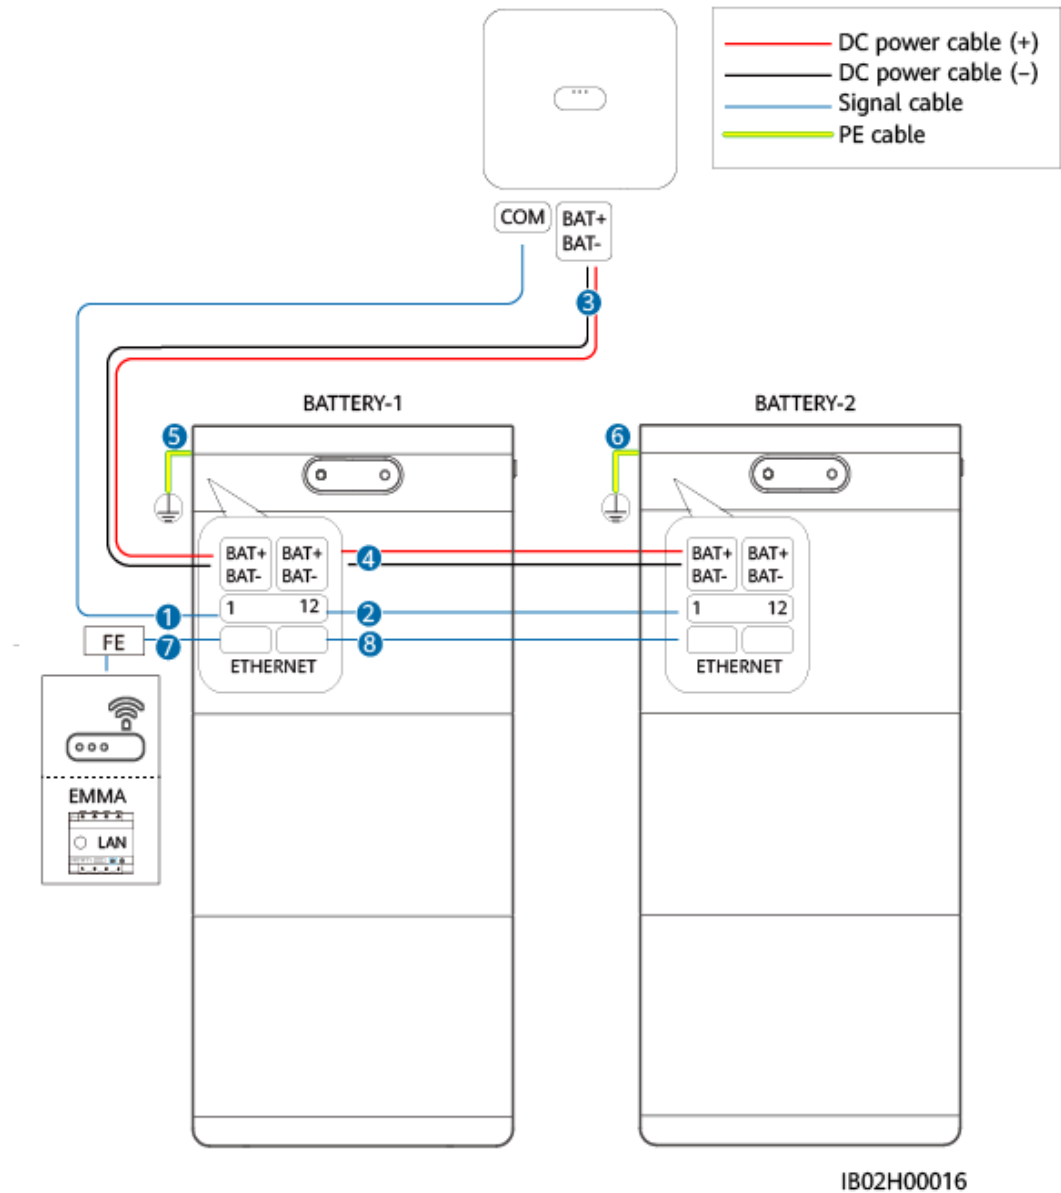 DC power cable (+)
DC power cable (−)
Signal cable
PE cable
COM
BAT+
BAT-
3
BATTERY-1
BATTERY-2
5
6
BAT+ BAT+
BAT- BAT-
4
BAT+ BAT+
BAT- BAT-
1
1 12
2
1 12
FE
7
8
ETHERNET
ETHERNET
EMMA
LAN
IB02H00016